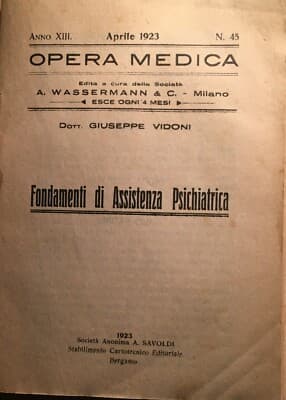 ANNO XIII. Aprile 1923 N. 45
OPERA MEDICA
Edita a cura della Società
A. WASSERMANN & C. - Milano
ESCE OGNI 4 MESI
DOTT. GIUSEPPE VIDONI
Fondamenti di Assistenza Psichiatrica
1923
Società Anonima A. SAVOLDI
Stabilimento Cartotecnico Editoriale
Bergamo